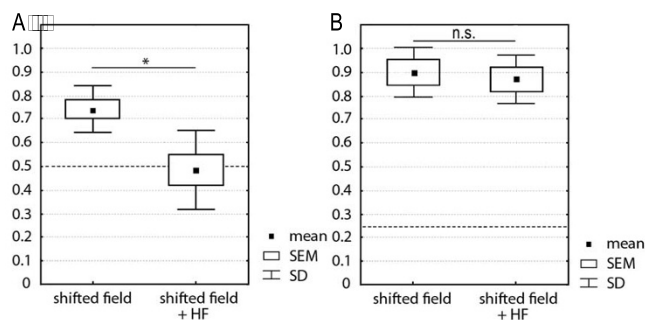 A
*
1.0
0.9
0.8
0.7
0.6
0.5
0.4
0.3
0.2
0.1
0
shifted field
shifted field
+ HF
mean
SEM
SD
B
n.s.
1.0
0.9
0.8
0.7
0.6
0.5
0.4
0.3
0.2
0.1
0
shifted field
shifted field
+ HF
mean
SEM
SD